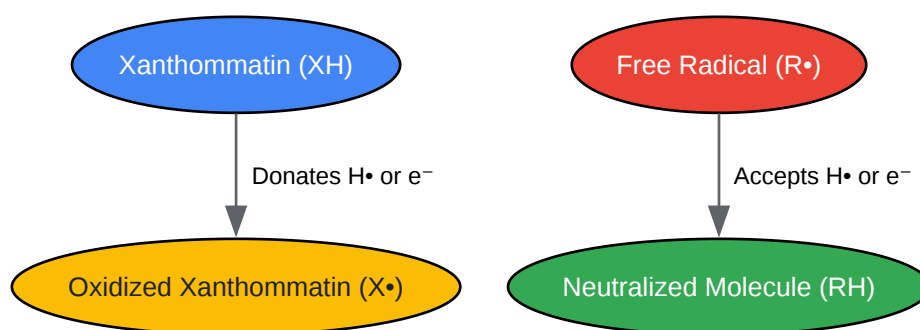 Xanthommatin (XH)
Free Radical (R•)
Donates H• or e⁻
Accepts H• or e⁻
Oxidized Xanthommatin (X•)
Neutralized Molecule (RH)